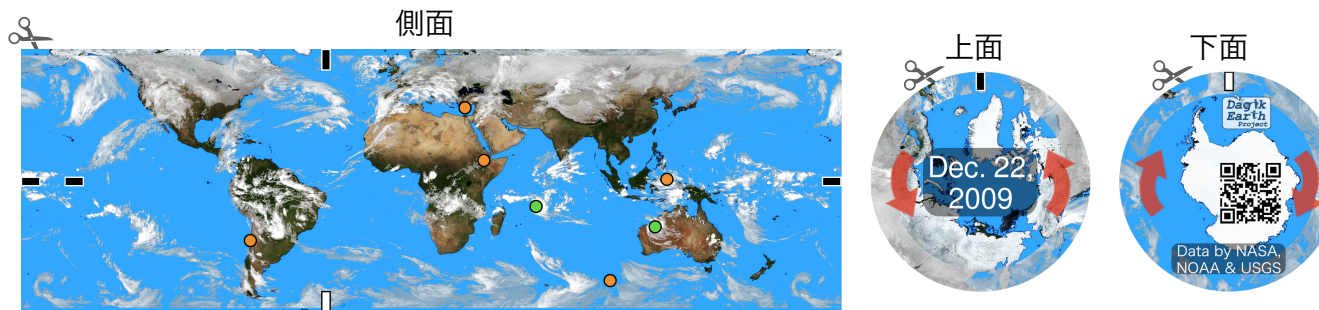 側面
上面
下面
Dec. 22,
2009
Dagik
Earth
Project
Data by NASA,
NOAA & USGS